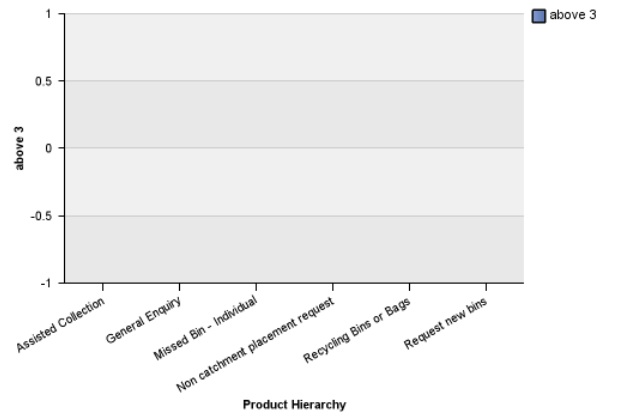 1
above 3
0.5
above 3
0
-0.5
-1
Assisted Collection
General Enquiry
Missed Bin - Individual
Non catchment placement request
Recycling Bins or Bags
Request new bins
Product Hierarchy